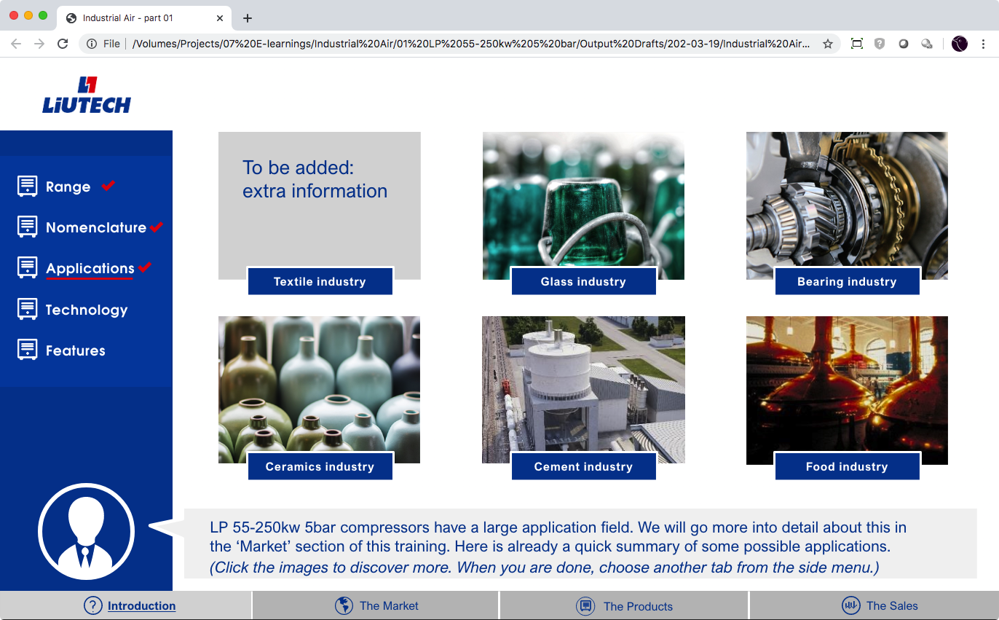 Industrial Air - part 01
File
/Volumes/Projects/07%20E-learnings/Industrial%20Air/01%20LP%2055-250kw%205%20bar/Output%20Drafts/202-03-19/Industrial%20Air...
LiUTECH
Range
Nomenclature
Applications
Technology
Features
To be added:
extra information
Textile industry
Glass industry
Bearing industry
Ceramics industry
Cement industry
Food industry
LP 55-250kw 5bar compressors have a large application field. We will go more into detail about this in
the ‘Market’ section of this training. Here is already a quick summary of some possible applications.
(Click the images to discover more. When you are done, choose another tab from the side menu.)
Introduction
The Market
The Products
The Sales